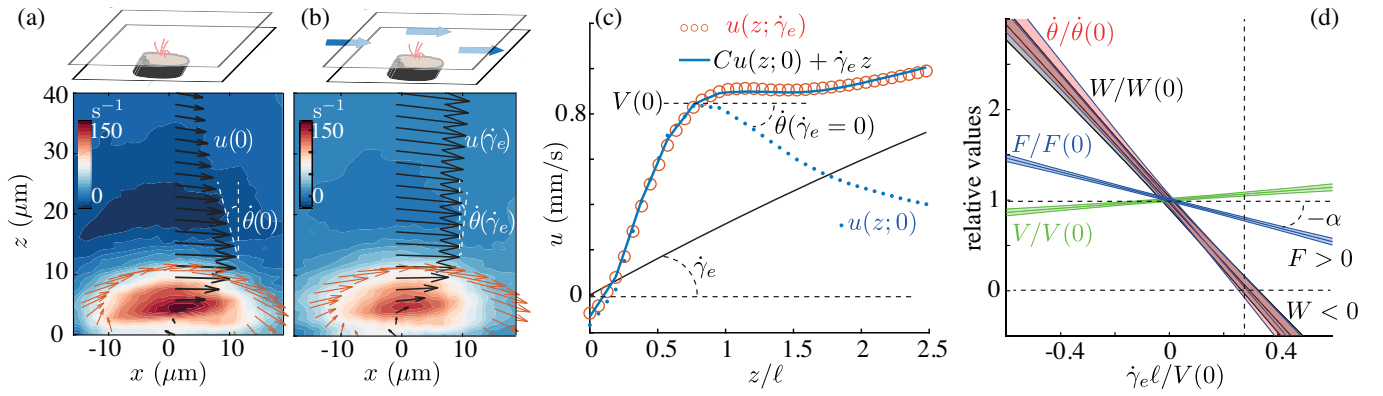 (a)
s⁻¹
150
0
u(0)
θ̇(0)
z (μm)
40
30
20
10
0
-10
0
10
x (μm)
(b)
s⁻¹
150
0
u(γ̇ₑ)
θ̇(γ̇ₑ)
-10
0
10
x (μm)
(c)
u(z; γ̇ₑ)
Cu(z; 0) + γ̇ₑ z
V(0)
θ̇(γ̇ₑ = 0)
u(z; 0)
γ̇ₑ
u (mm/s)
0.8
0
0
0.5
1
1.5
2
2.5
z/ℓ
(d)
θ̇/θ̇(0)
W/W(0)
F/F(0)
V/V(0)
−α
F > 0
W < 0
relative values
2
1
0
-0.4
0
0.4
γ̇ₑℓ/V(0)